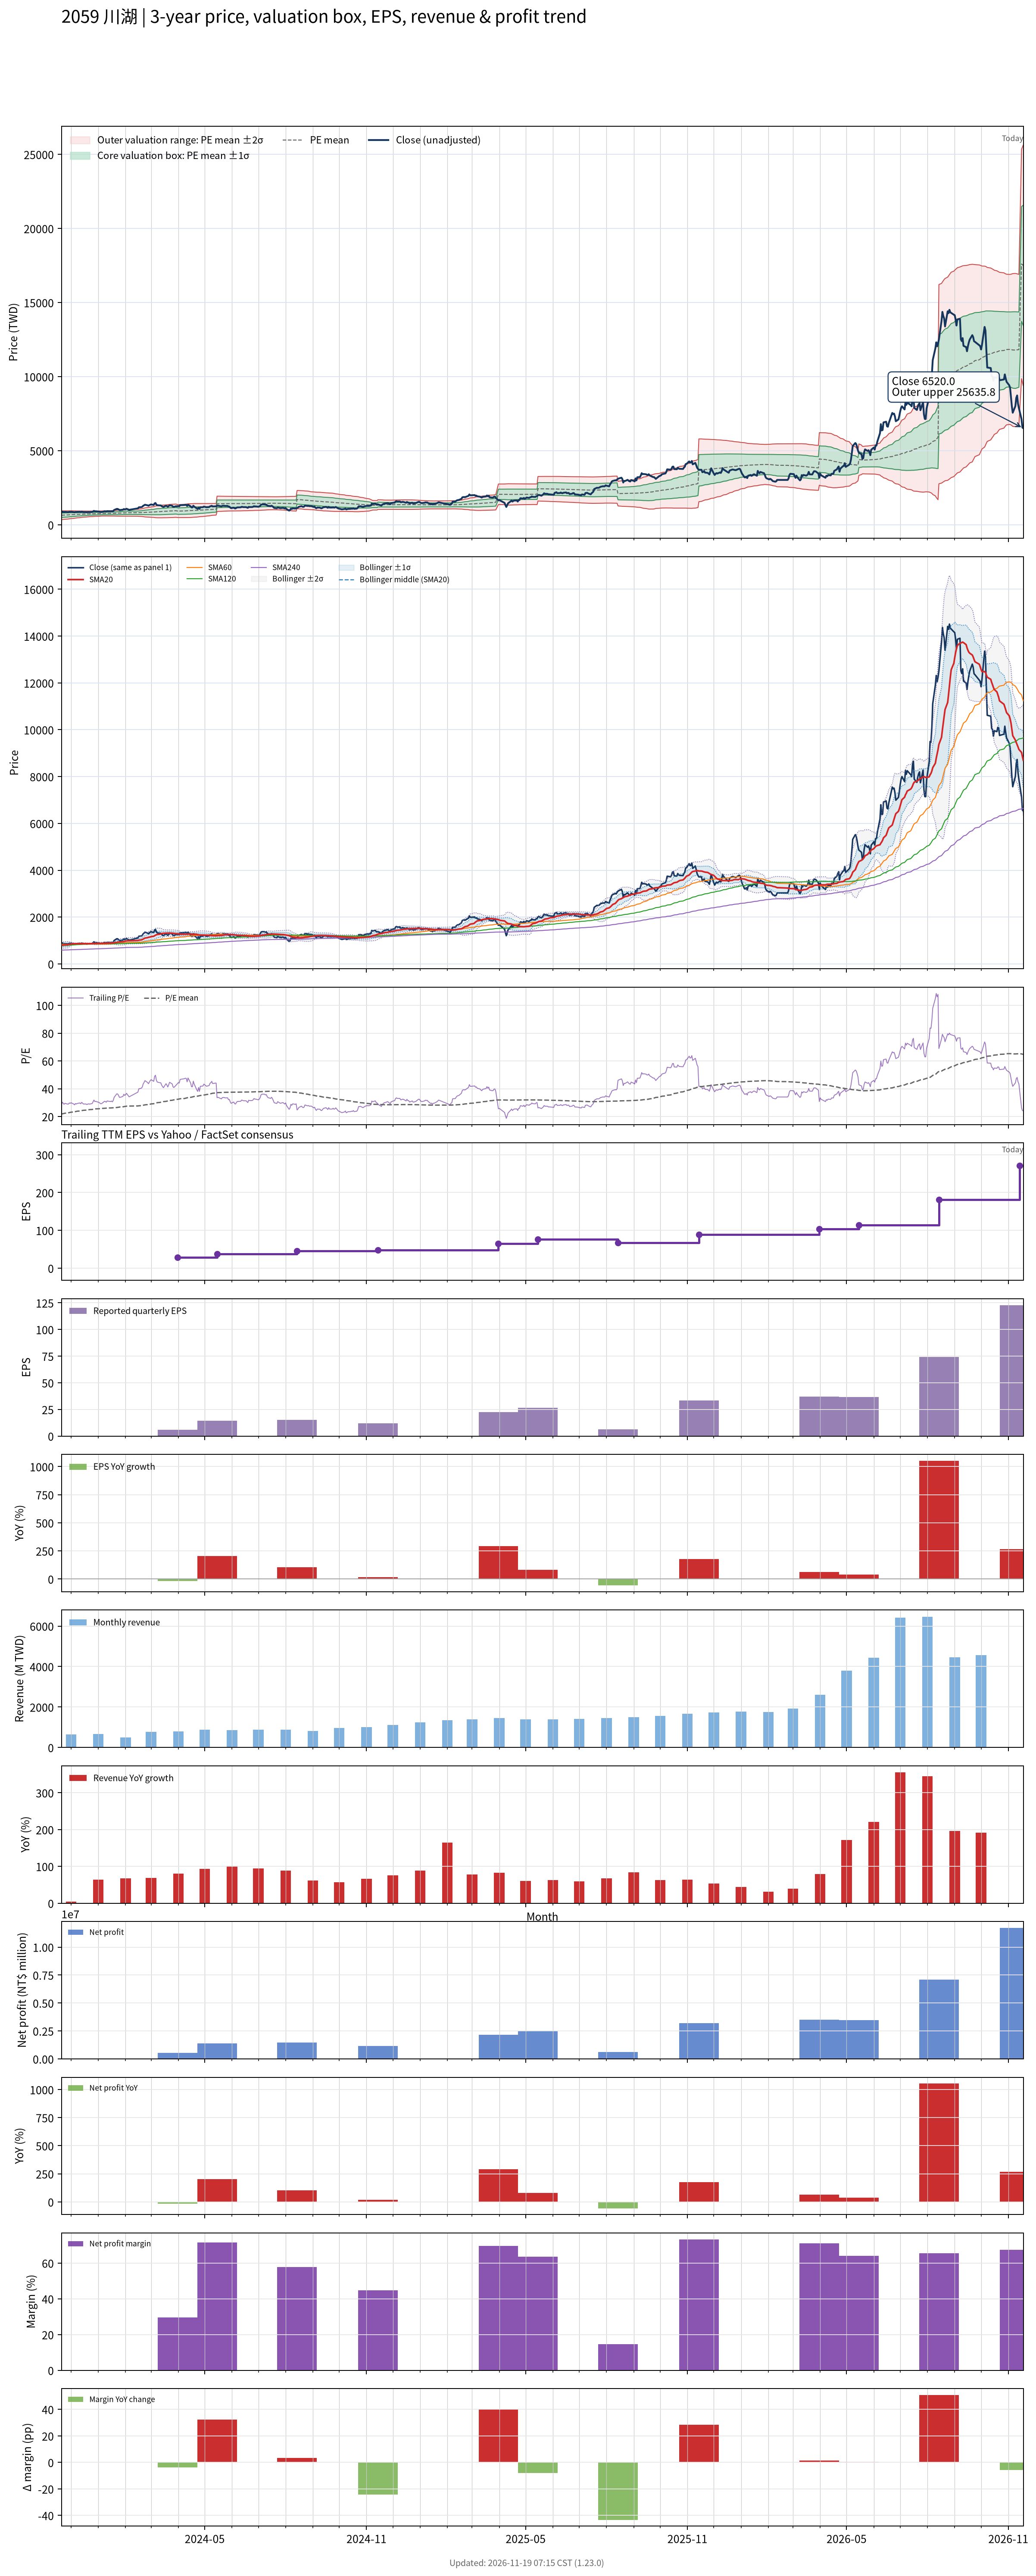 2059 川湖 | 3-year price, valuation box, EPS, revenue & profit trend
Outer valuation range: PE mean ±2σ
Core valuation box: PE mean ±1σ
PE mean
Close (unadjusted)
Today
Price (TWD)
25000
20000
15000
10000
5000
0
Close 6520.0
Outer upper 25635.8
Close (same as panel 1)
SMA20
SMA60
SMA120
SMA240
Bollinger ±2σ
Bollinger ±1σ
Bollinger middle (SMA20)
Price
16000
14000
12000
10000
8000
6000
4000
2000
0
Trailing P/E
P/E mean
P/E
100
80
60
40
20
Trailing TTM EPS vs Yahoo / FactSet consensus
Today
EPS
300
200
100
0
Reported quarterly EPS
EPS
125
100
75
50
25
0
EPS YoY growth
YoY (%)
1000
750
500
250
0
Monthly revenue
Revenue (M TWD)
6000
4000
2000
0
Revenue YoY growth
YoY (%)
300
200
100
0
Month
1e7
Net profit
Net profit (NT$ million)
1.00
0.75
0.50
0.25
0.00
Net profit YoY
YoY (%)
1000
750
500
250
0
Net profit margin
Margin (%)
60
40
20
0
Margin YoY change
Δ margin (pp)
40
20
0
-20
-40
2024-05
2024-11
2025-05
2025-11
2026-05
2026-11
Updated: 2026-11-19 07:15 CST (1.23.0)